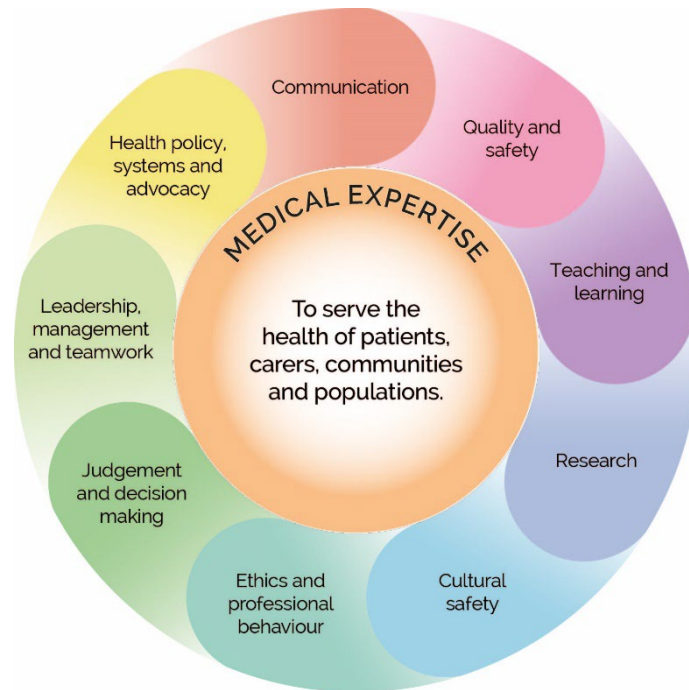 Communication
Quality and
safety
Teaching and
learning
Research
Cultural
safety
Ethics and
professional
behaviour
Judgement
and decision
making
Leadership,
management
and teamwork
Health policy,
systems and
advocacy
MEDICAL EXPERTISE
To serve the
health of patients,
carers, communities
and populations.